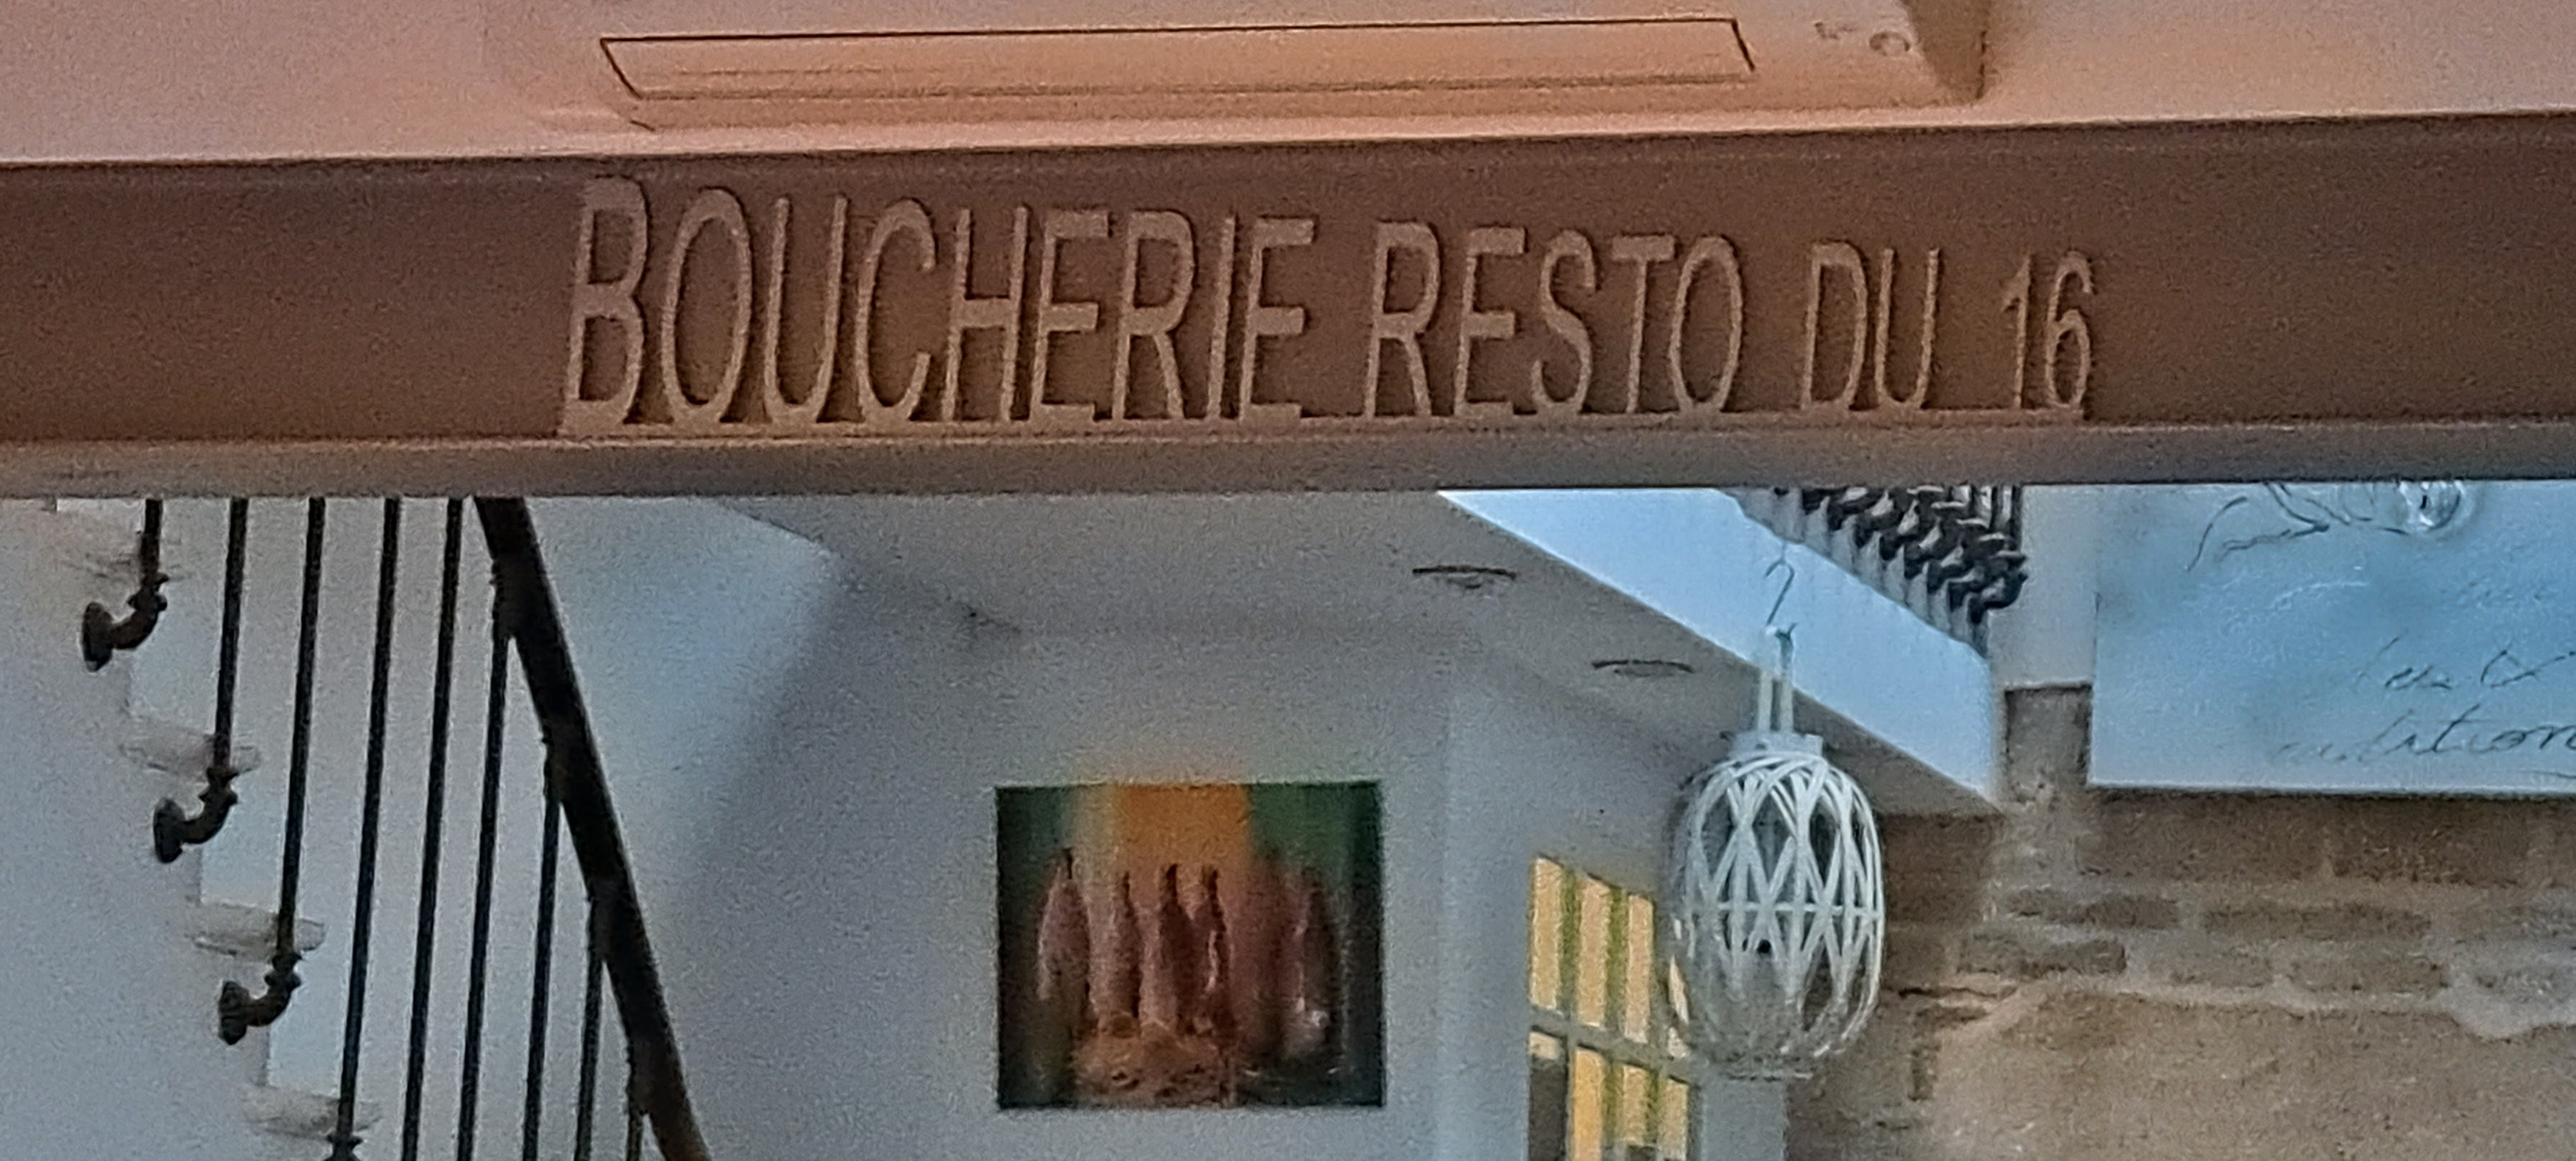 BOUCHERIE RESTO DU 16